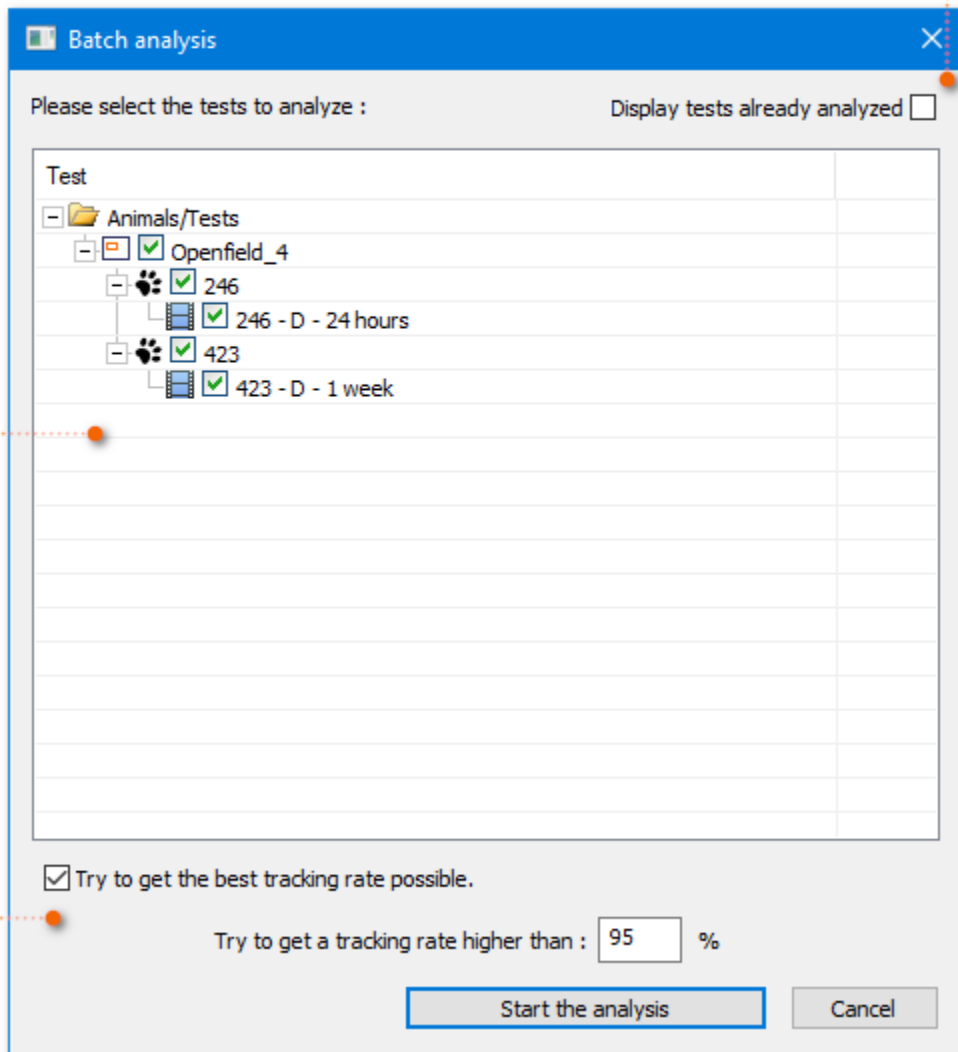 Batch analysis
Please select the tests to analyze : Display tests already analyzed
Test
Animals/Tests
Openfield_4
246
246 - D - 24 hours
423
423 - D - 1 week
Try to get the best tracking rate possible.
Try to get a tracking rate higher than : 95 %
Start the analysis Cancel